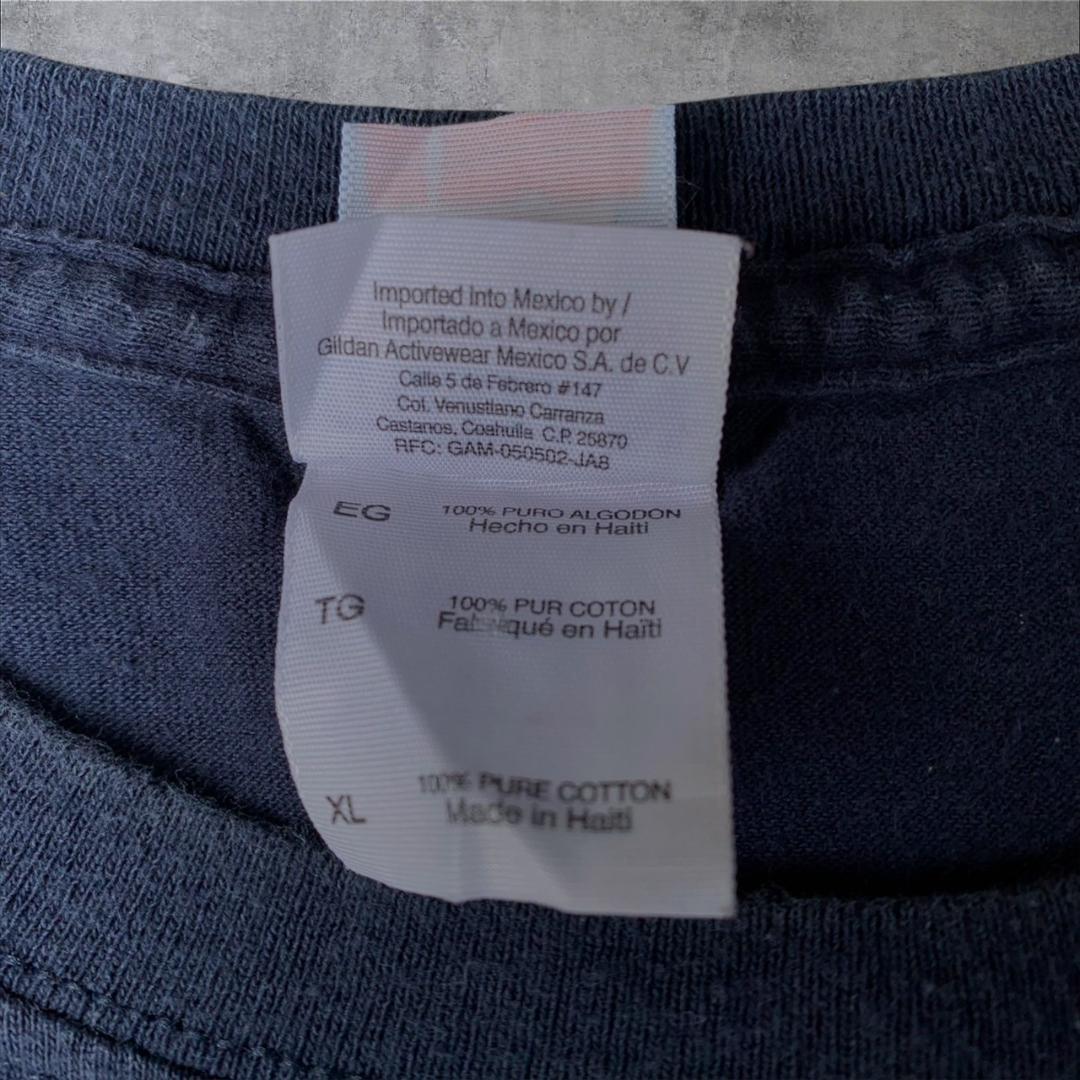 Imported into Mexico by /
Importado a Mexico por
Gildan Activewear Mexico S.A. de C.V
Calle 5 de Febrero #147
Col. Venustiano Carranza
Castanos, Coahuila C.P. 25870
RFC: GAM-050502-JA8
EG 100% PURO ALGODON
Hecho en Haiti
TG 100% PUR COTON
Fabriqué en Haïti
XL 100% PURE COTTON
Made in Haiti